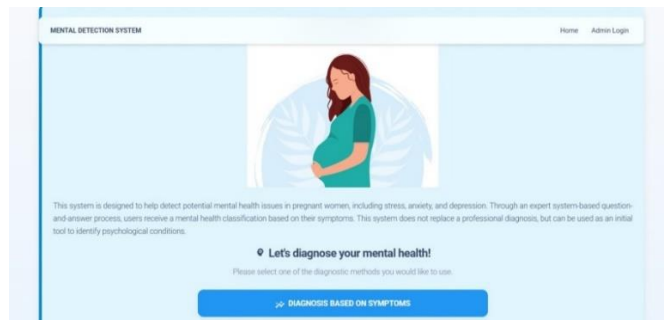 MENTAL DETECTION SYSTEM
Home Admin Login
This system is designed to help detect potential mental health issues in pregnant women, including stress, anxiety, and depression. Through an expert system-based question-
and-answer process, users receive a mental health classification based on their symptoms. This system does not replace a professional diagnosis, but can be used as an initial
tool to identify psychological conditions.
Let's diagnose your mental health!
Please select one of the diagnostic methods you would like to use.
DIAGNOSIS BASED ON SYMPTOMS